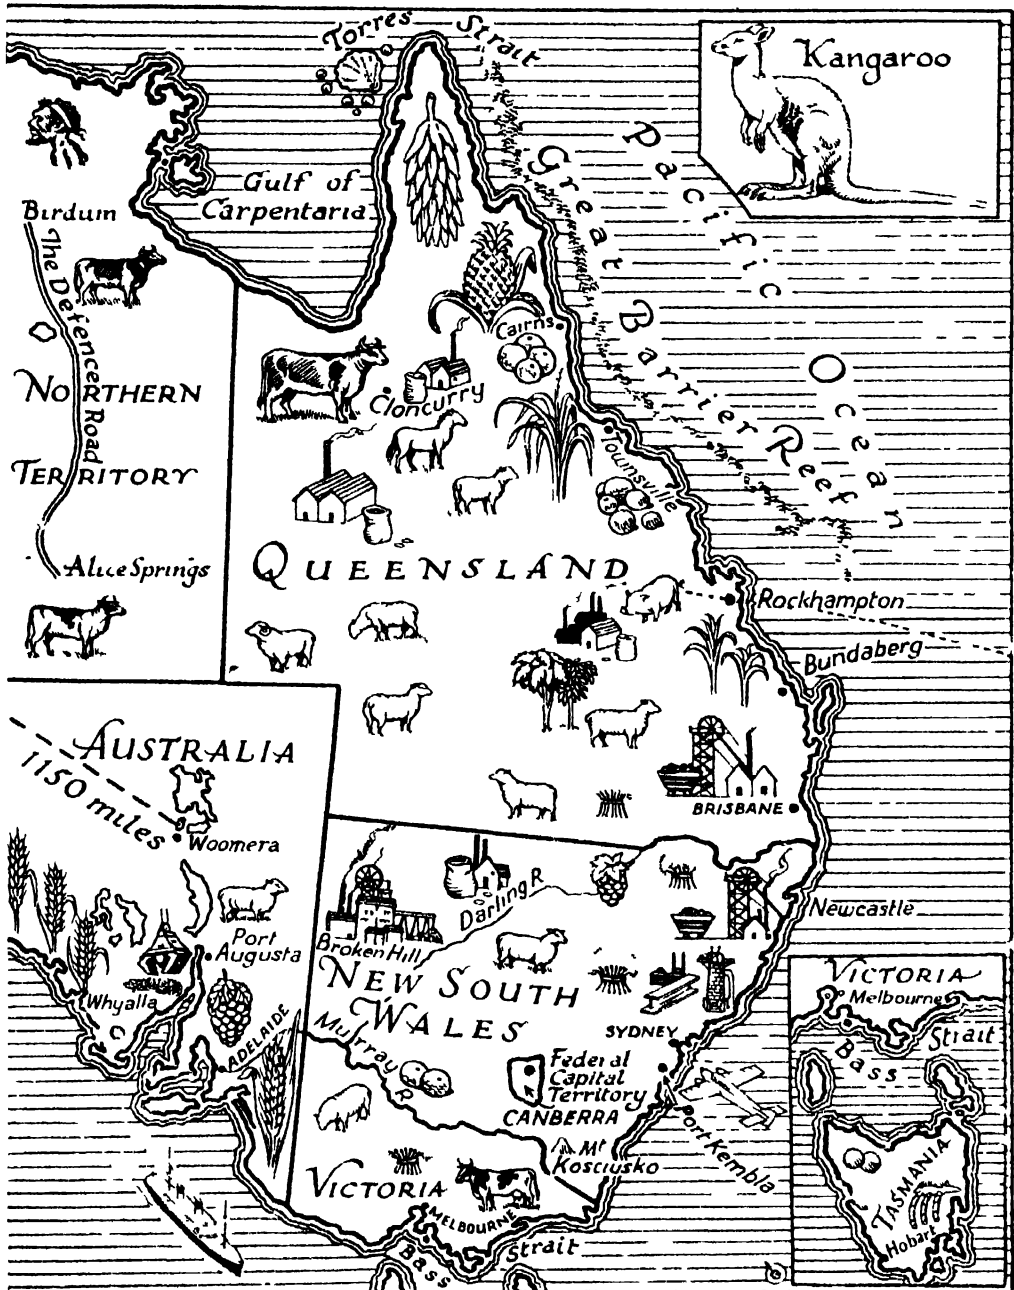 Torres Strait
Kangaroo
Pacific Ocean
Great Barrier Reef
Gulf of
Carpentaria
Birdum
The Defence Road
Cairns
Cloncurry
NORTHERN
TERRITORY
Townsville
Alice Springs
QUEENSLAND
Rockhampton
Bundaberg
AUSTRALIA
1150 miles
Woomera
BRISBANE
Darling R
Newcastle
Broken Hill
Port
Augusta
Whyalla
NEW SOUTH
WALES
VICTORIA
Melbourne
Bass Strait
SYDNEY
ADELAIDE
Murray R
Federal
Capital
Territory
CANBERRA
Port Kembla
Mt
Kosciusko
TASMANIA
Hobart
VICTORIA
MELBOURNE
Bass Strait